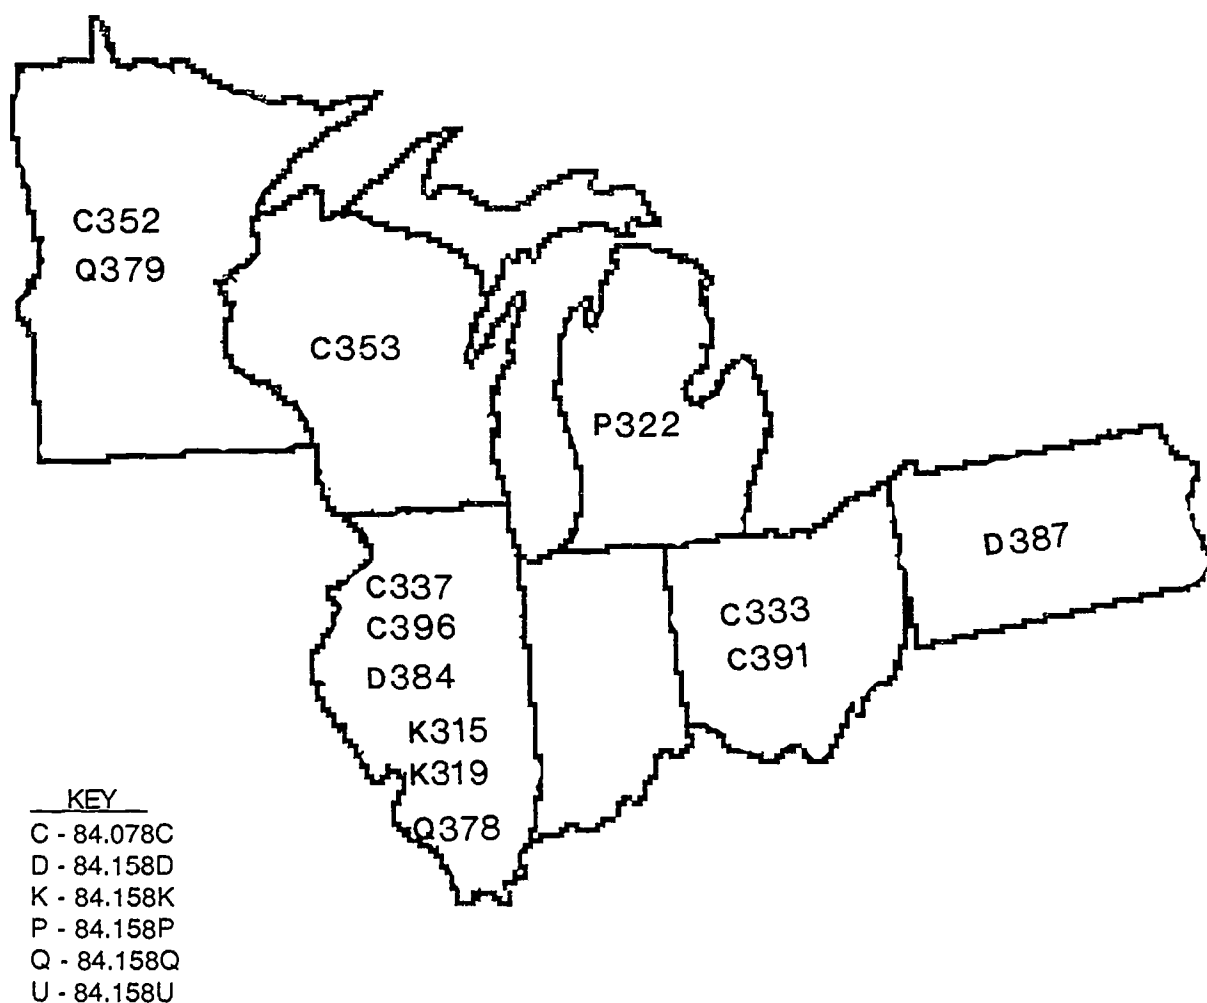 C352
Q379
C353
P322
D387
C337
C396
D384
K315
K319
Q378
C333
C391
KEY
C - 84.078C
D - 84.158D
K - 84.158K
P - 84.158P
Q - 84.158Q
U - 84.158U